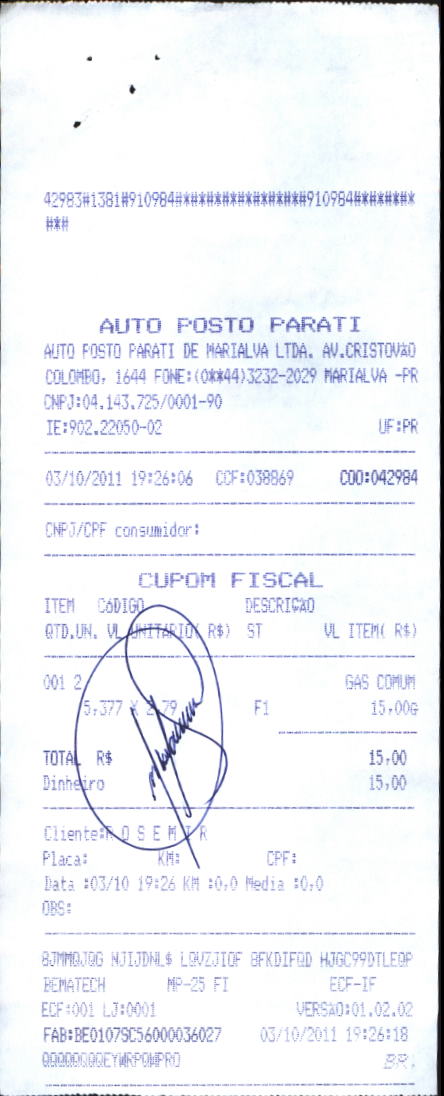 42983#1381#910984#*#*#*#*#*#*#*#*#*#910984#*#*#*#*
#*#
AUTO POSTO PARATI
AUTO POSTO PARATI DE MARIALVA LTDA. AV.CRISTOVãO
COLOMBO, 1644 FONE:(0**44)3232-2029 MARIALVA -PR
CNPJ:04.143.725/0001-90
IE:902.22050-02 UF:PR
03/10/2011 19:26:06 CCF:038869 COO:042984
CNPJ/CPF consumidor:
CUPOM FISCAL
ITEM CóDIGO DESCRIÇãO
QTD.UN. VL UNITÁRIO( R$) ST VL ITEM( R$)
001 2 GAS COMUM
5,377 X 2,79 F1 15,00G
TOTAL R$ 15,00
Dinheiro 15,00
Cliente:R O S E M I R
Placa: KM: CPF:
Data :03/10 19:26 KM :0,0 Media :0,0
OBS:
BEMATECH MP-25 FI ECF-IF
ECF:001 LJ:0001 VERSãO:01.02.02
FAB:BE0107SC56000036027 03/10/2011 19:26:18
QQQQQQQQEYWRPOWPRO BR.